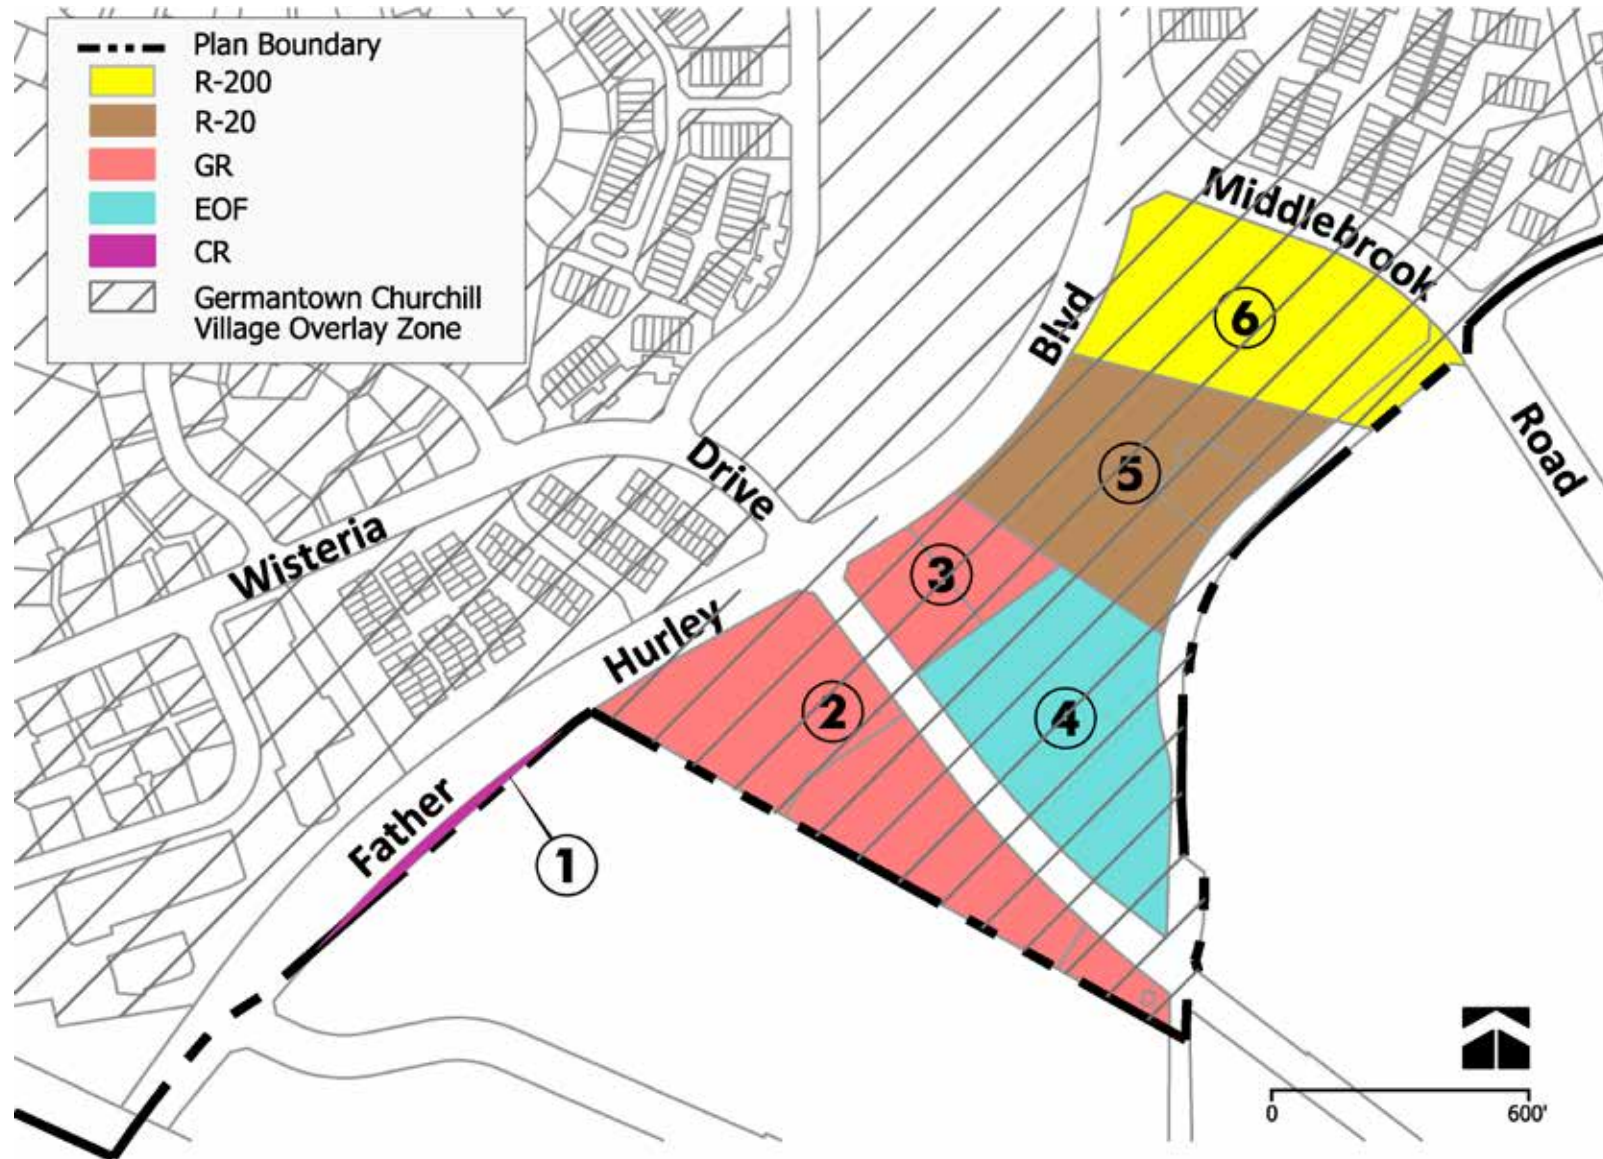 Plan Boundary
R-200
R-20
GR
EOF
CR
Germantown Churchill
Village Overlay Zone
Middlebrook
Road
Blvd
6
5
Drive
Wisteria
3
Hurley
2
4
Father
1
0
600'